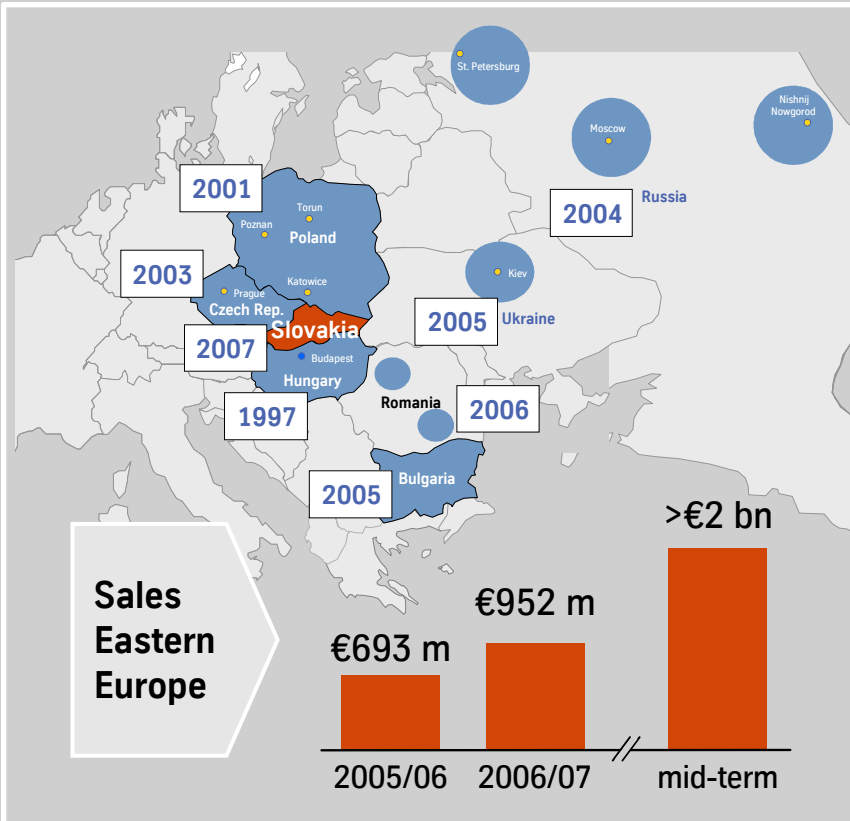 St. Petersburg
Nishnij
Nowgorod
Moscow
2001
Russia
2004
Torun
Poznan
Poland
2003
Kiev
Katowice
Prague
Czech Rep.
2005
Ukraine
Slovakia
2007
Budapest
Hungary
Romania
2006
1997
Bulgaria
2005
>€2 bn
Sales
Eastern
Europe
€952 m
€693 m
2005/06
2006/07
mid-term